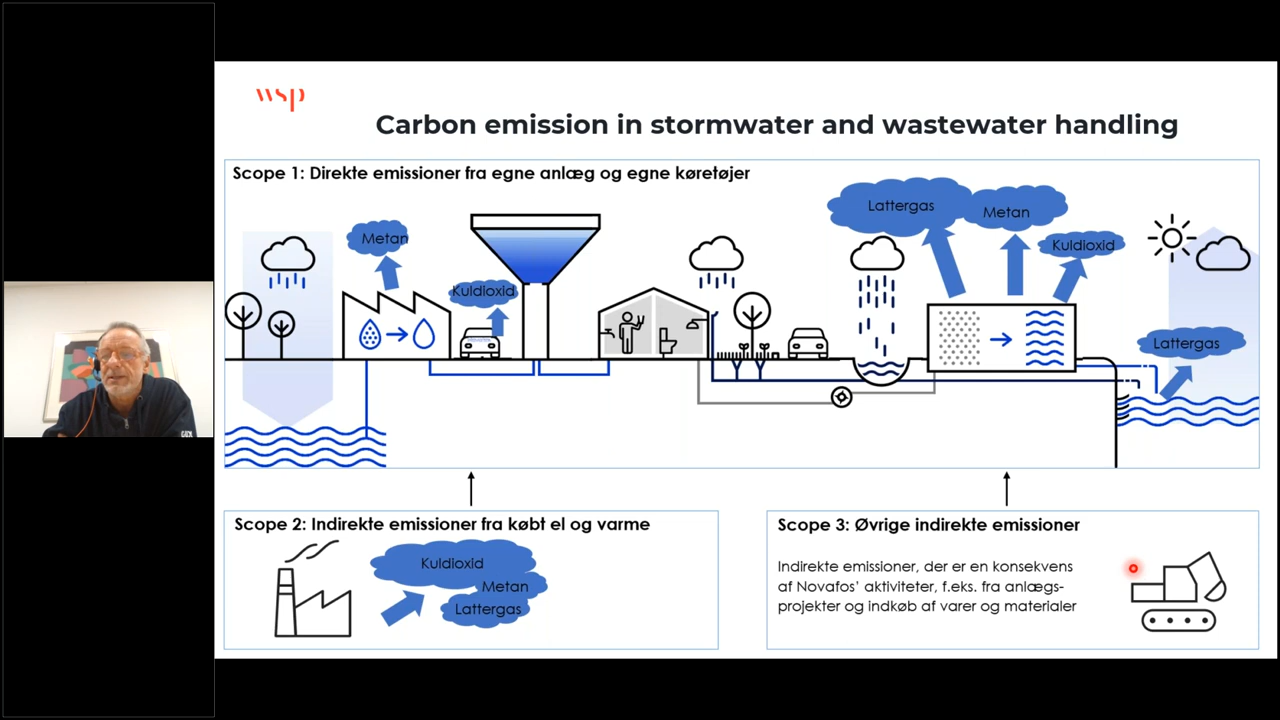 wsp
Carbon emission in stormwater and wastewater handling
Scope 1: Direkte emissioner fra egne anlæg og egne køretøjer
Lattergas
Metan
Metan
Kuldioxid
Kuldioxid
Lattergas
Scope 2: Indirekte emissioner fra købt el og varme
Kuldioxid
Metan
Lattergas
Scope 3: Øvrige indirekte emissioner
Indirekte emissioner, der er en konsekvens
af Novafos' aktiviteter, f.eks. fra anlægs-
projekter og indkøb af varer og materialer